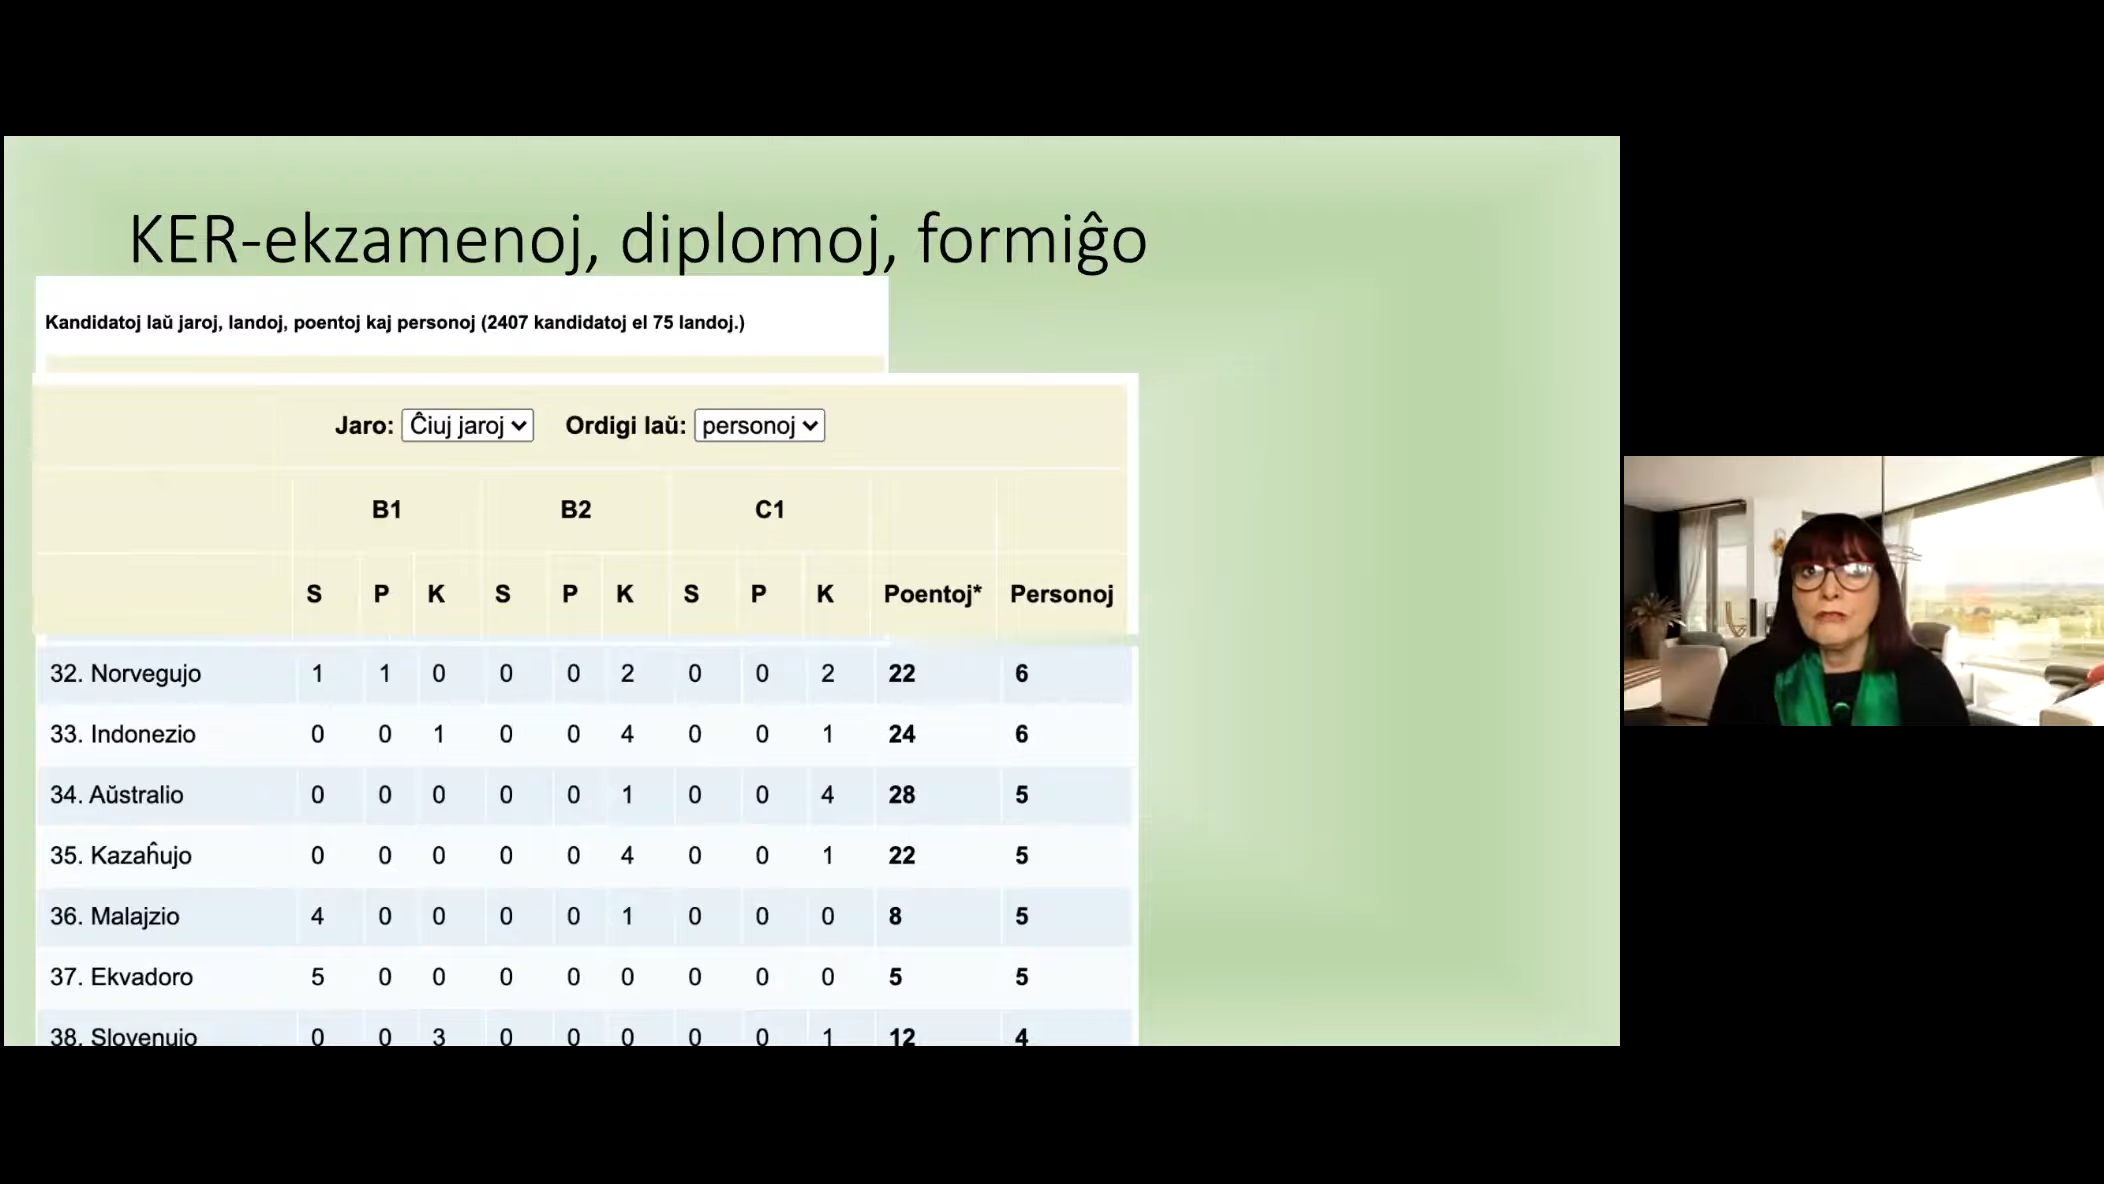 KER-ekzamenoj, diplomoj, formiĝo
Kandidatoj laŭ jaroj, landoj, poentoj kaj personoj (2407 kandidatoj el 75 landoj.)
Jaro: Ĉiuj jaroj Ordigi laŭ: personoj
B1 B2 C1
S P K S P K S P K Poentoj* Personoj
32. Norvegujo 1 1 0 0 0 2 0 0 2 22 6
33. Indonezio 0 0 1 0 0 4 0 0 1 24 6
34. Aŭstralio 0 0 0 0 0 1 0 0 4 28 5
35. Kazaĥujo 0 0 0 0 0 4 0 0 1 22 5
36. Malajzio 4 0 0 0 0 1 0 0 0 8 5
37. Ekvadoro 5 0 0 0 0 0 0 0 0 5 5
38. Slovenujo 0 0 3 0 0 0 0 0 1 12 4